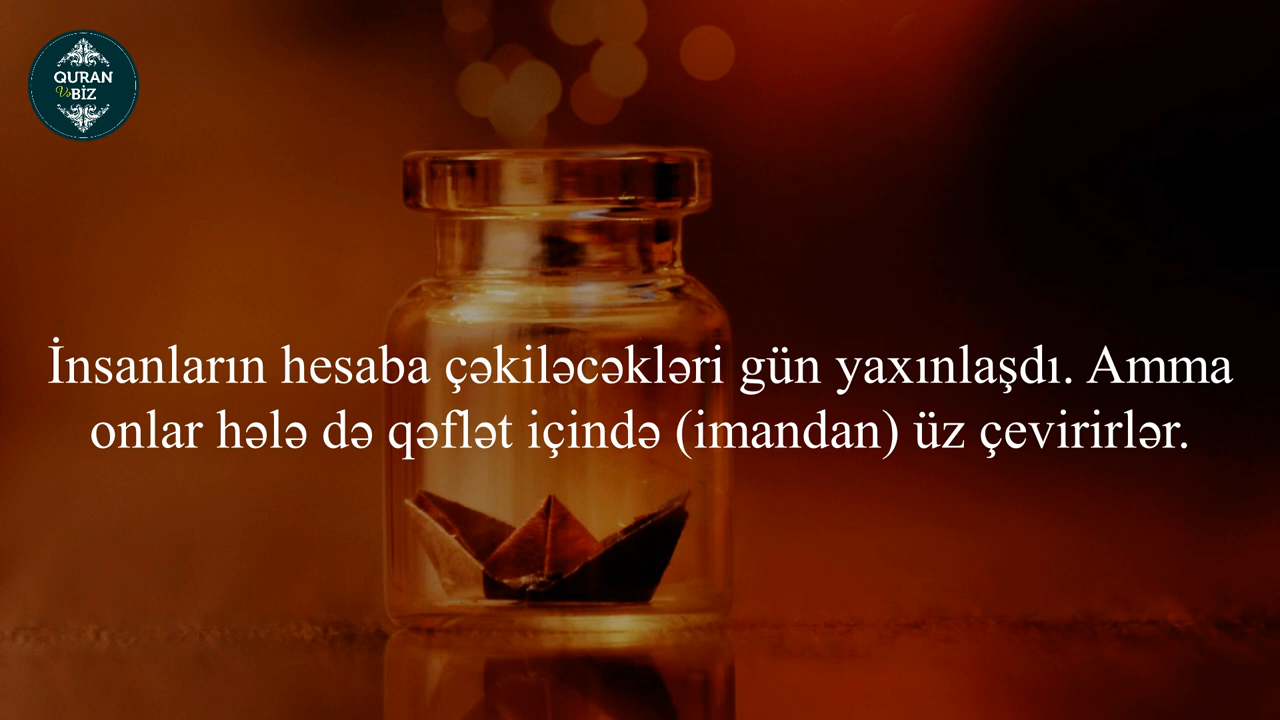 QURAN
Və BİZ
İnsanların hesaba çəkiləcəkləri gün yaxınlaşdı. Amma
onlar hələ də qəflət içində (imandan) üz çevirirlər.